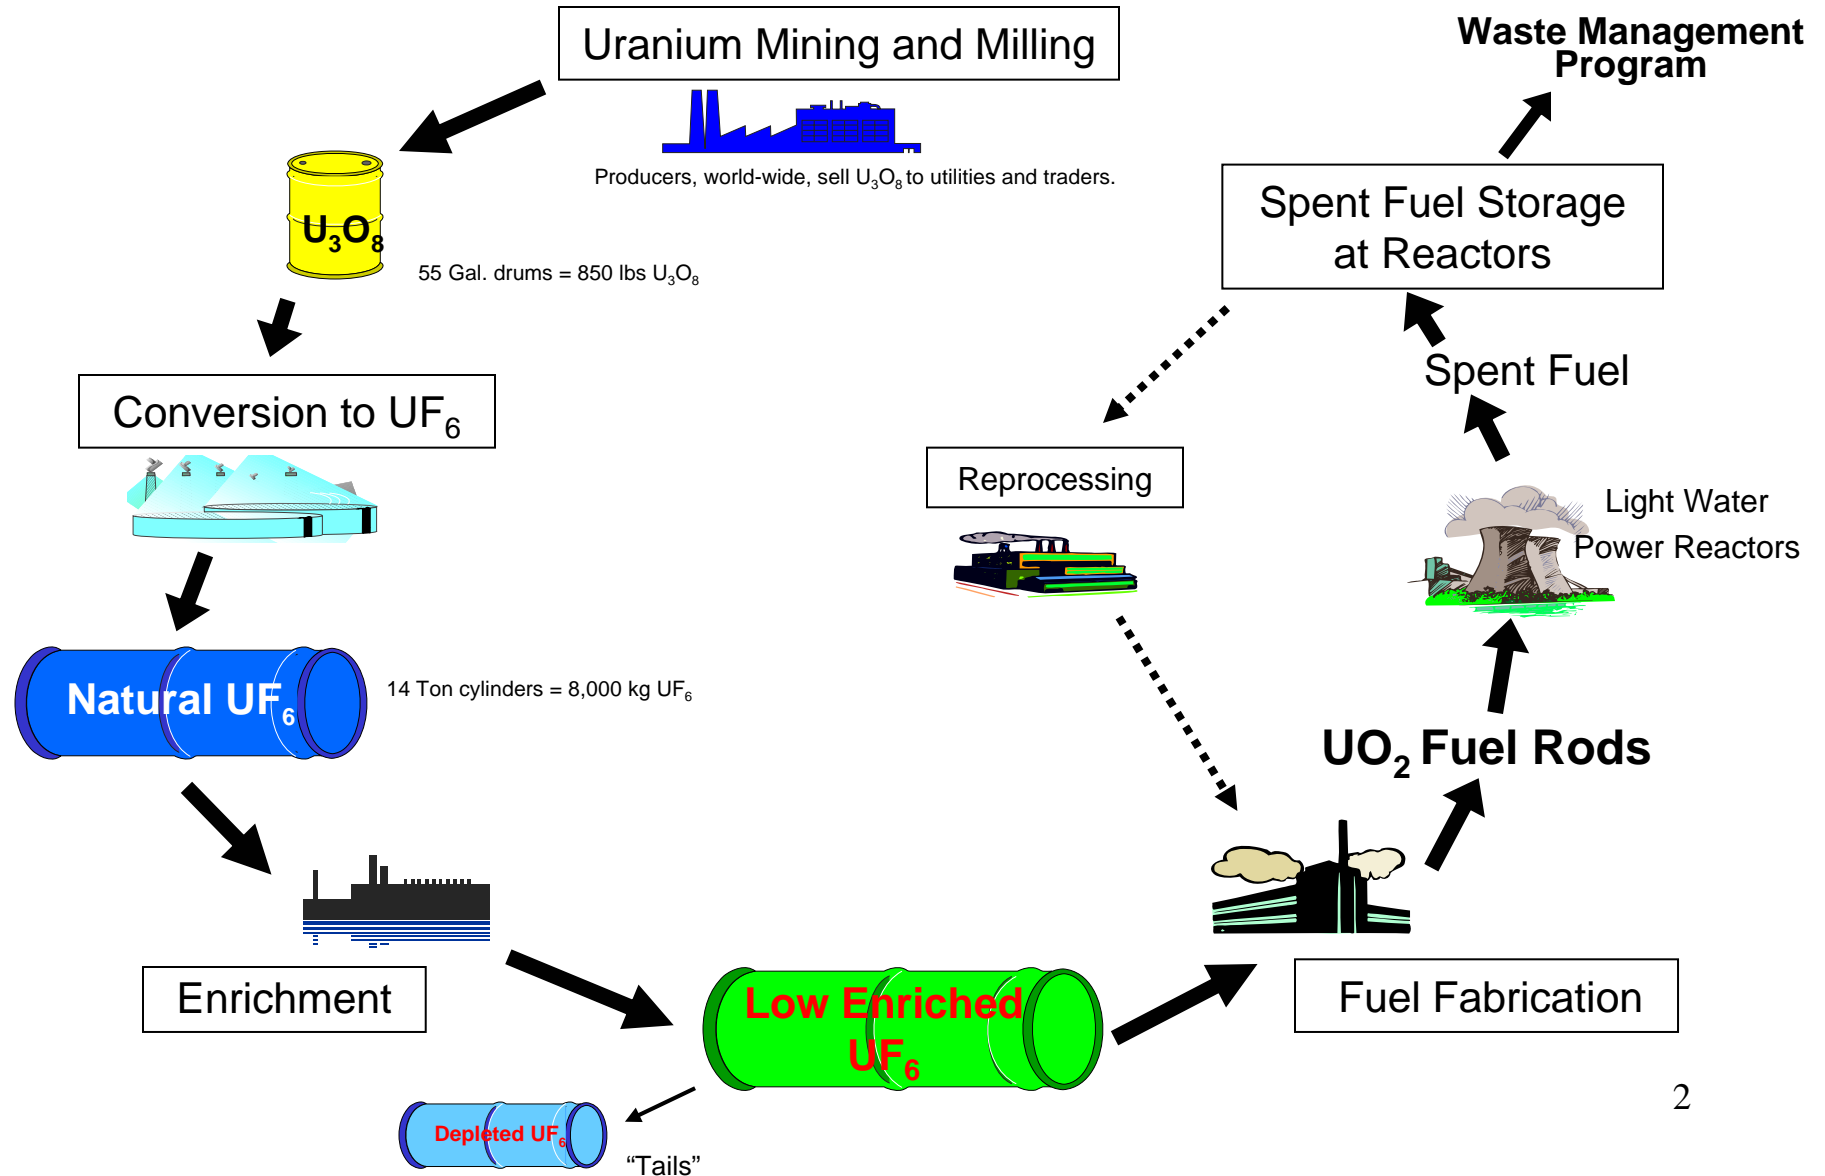 Uranium Mining and Milling
Producers, world-wide, sell U₃O₈ to utilities and traders.
U₃O₈
55 Gal. drums = 850 lbs U₃O₈
Conversion to UF₆
Natural UF₆
14 Ton cylinders = 8,000 kg UF₆
Enrichment
Low Enriched
UF₆
Depleted UF₆
“Tails”
Fuel Fabrication
UO₂ Fuel Rods
Light Water
Power Reactors
Spent Fuel
Spent Fuel Storage
at Reactors
Reprocessing
Waste Management
Program
2